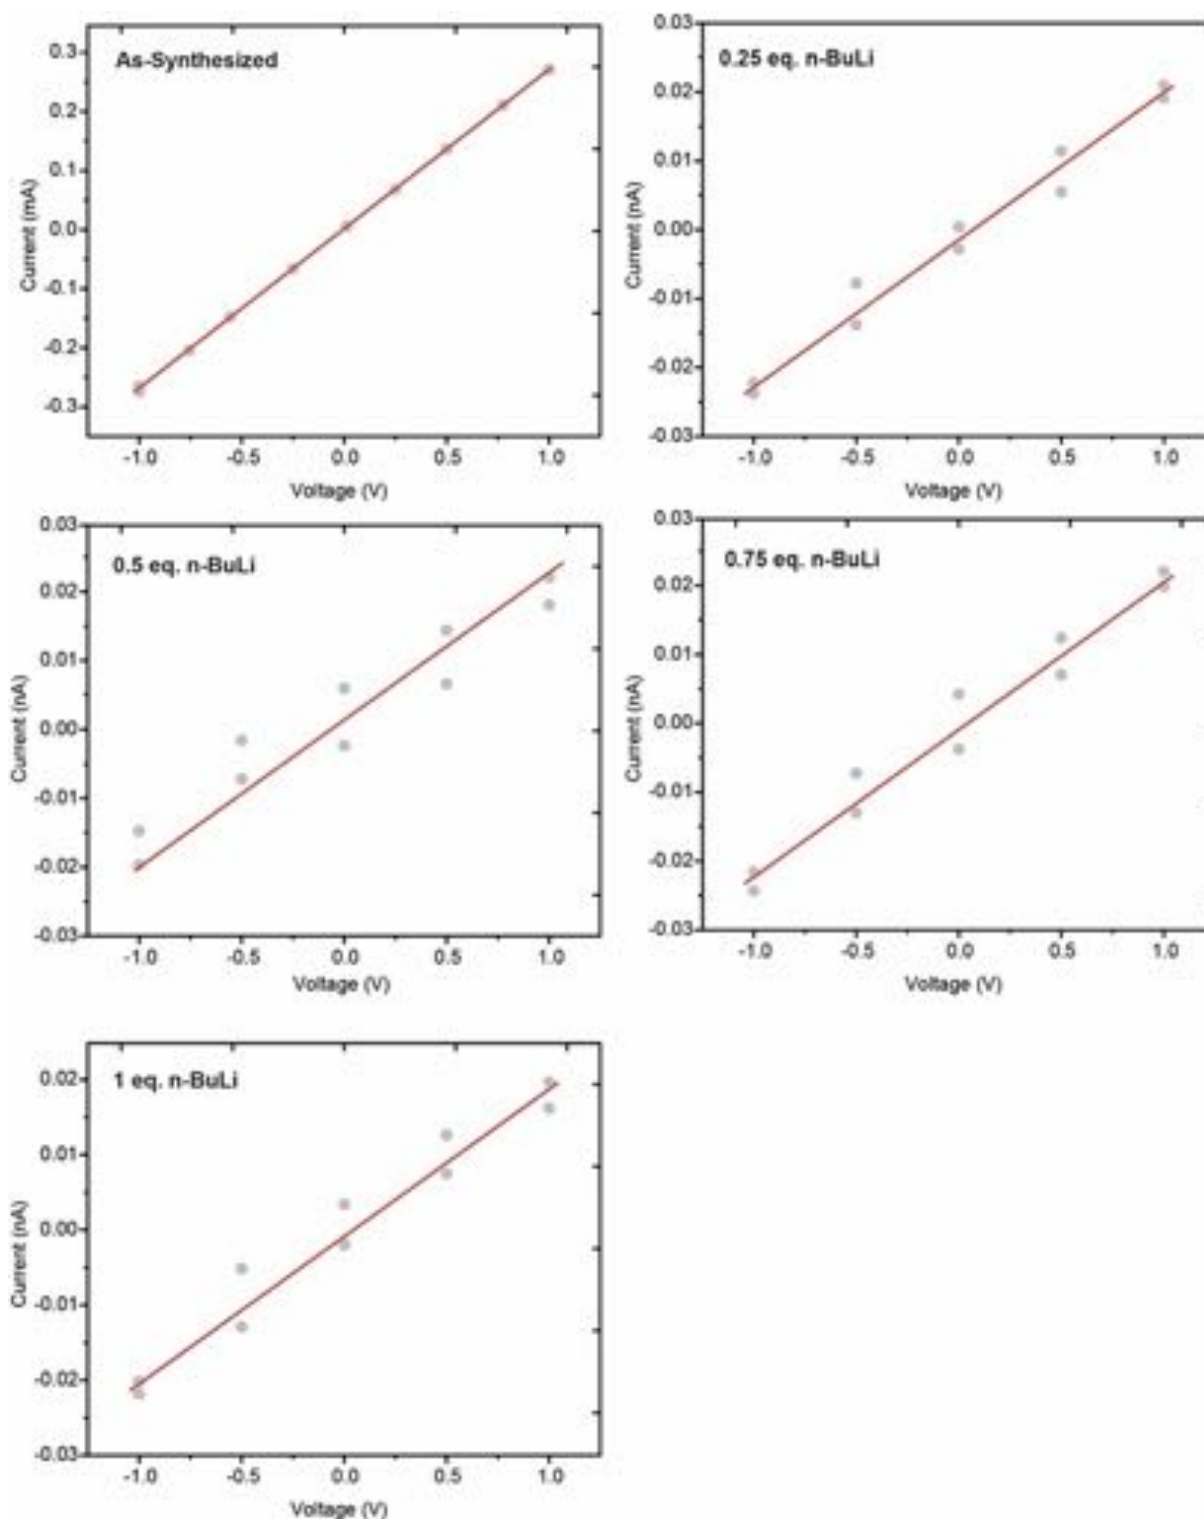 As-Synthesized
0.3
0.2
0.1
0.0
-0.1
-0.2
-0.3
Current (mA)
-1.0 -0.5 0.0 0.5 1.0
Voltage (V)
0.25 eq. n-BuLi
0.03
0.02
0.01
0.00
-0.01
-0.02
-0.03
Current (nA)
-1.0 -0.5 0.0 0.5 1.0
Voltage (V)
0.5 eq. n-BuLi
0.03
0.02
0.01
0.00
-0.01
-0.02
-0.03
Current (nA)
-1.0 -0.5 0.0 0.5 1.0
Voltage (V)
0.75 eq. n-BuLi
0.03
0.02
0.01
0.00
-0.01
-0.02
-0.03
Current (nA)
-1.0 -0.5 0.0 0.5 1.0
Voltage (V)
1 eq. n-BuLi
0.02
0.01
0.00
-0.01
-0.02
-0.03
Current (nA)
-1.0 -0.5 0.0 0.5 1.0
Voltage (V)